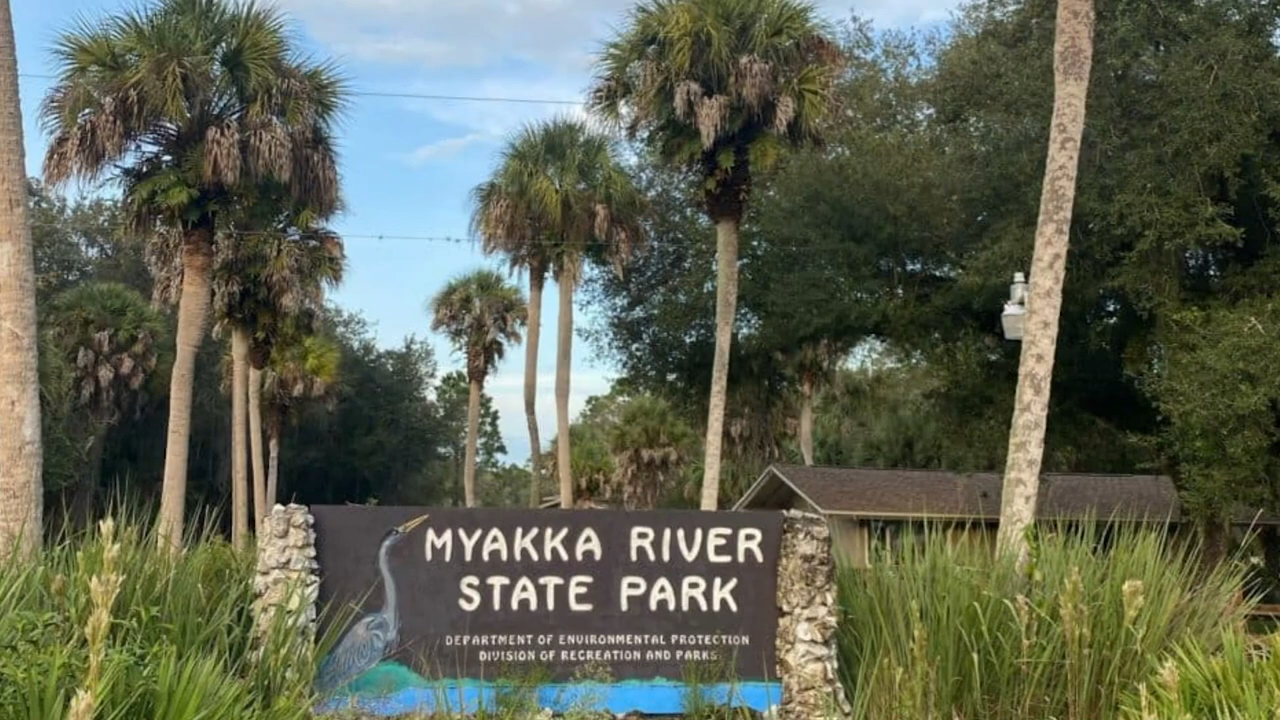 MYAKKA RIVER
STATE PARK
DEPARTMENT OF ENVIRONMENTAL PROTECTION
DIVISION OF RECREATION AND PARKS